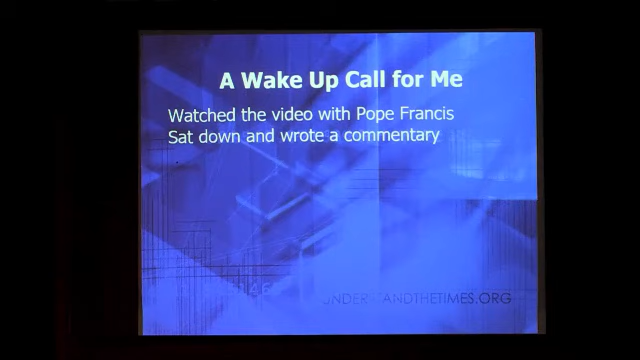 A Wake Up Call for Me
Watched the video with Pope Francis
Sat down and wrote a commentary
UNDERSTANDTHETIMES.ORG